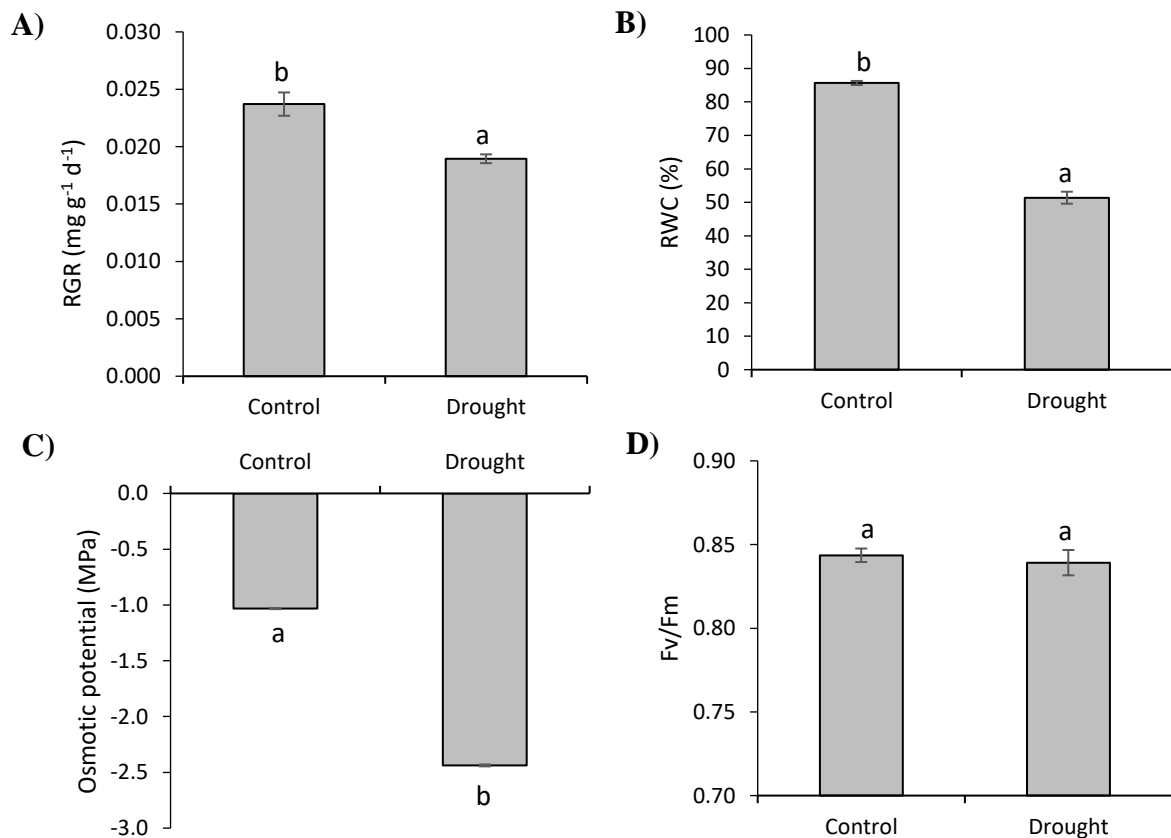 A)
0.030
0.025
0.020
0.015
0.010
0.005
0.000
RGR (mg g⁻¹ d⁻¹)
b
a
Control
Drought
B)
100
90
80
70
60
50
40
30
20
10
0
RWC (%)
b
a
Control
Drought
C)
Control
Drought
0.0
-0.5
-1.0
-1.5
-2.0
-2.5
-3.0
Osmotic potential (MPa)
a
b
D)
0.90
0.85
0.80
0.75
0.70
Fv/Fm
a
a
Control
Drought